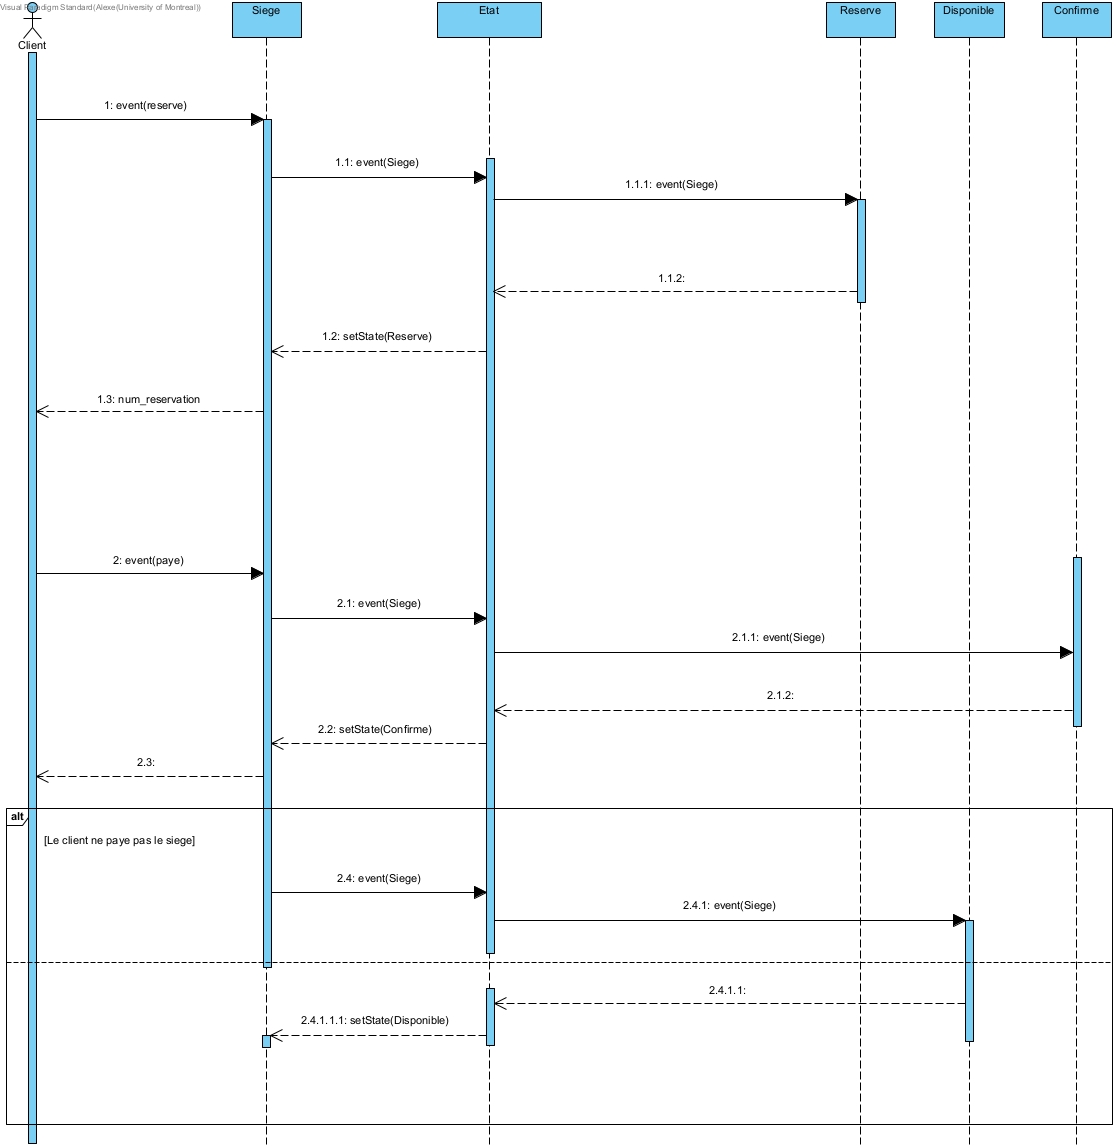 Visual Paradigm Standard(Alexe(University of Montreal))
Siege
Etat
Reserve
Disponible
Confirme
Client
1: event(reserve)
1.1: event(Siege)
1.1.1: event(Siege)
1.1.2:
1.2: setState(Reserve)
1.3: num_reservation
2: event(paye)
2.1: event(Siege)
2.1.1: event(Siege)
2.1.2:
2.2: setState(Confirme)
2.3:
alt
[Le client ne paye pas le siege]
2.4: event(Siege)
2.4.1: event(Siege)
2.4.1.1:
2.4.1.1.1: setState(Disponible)